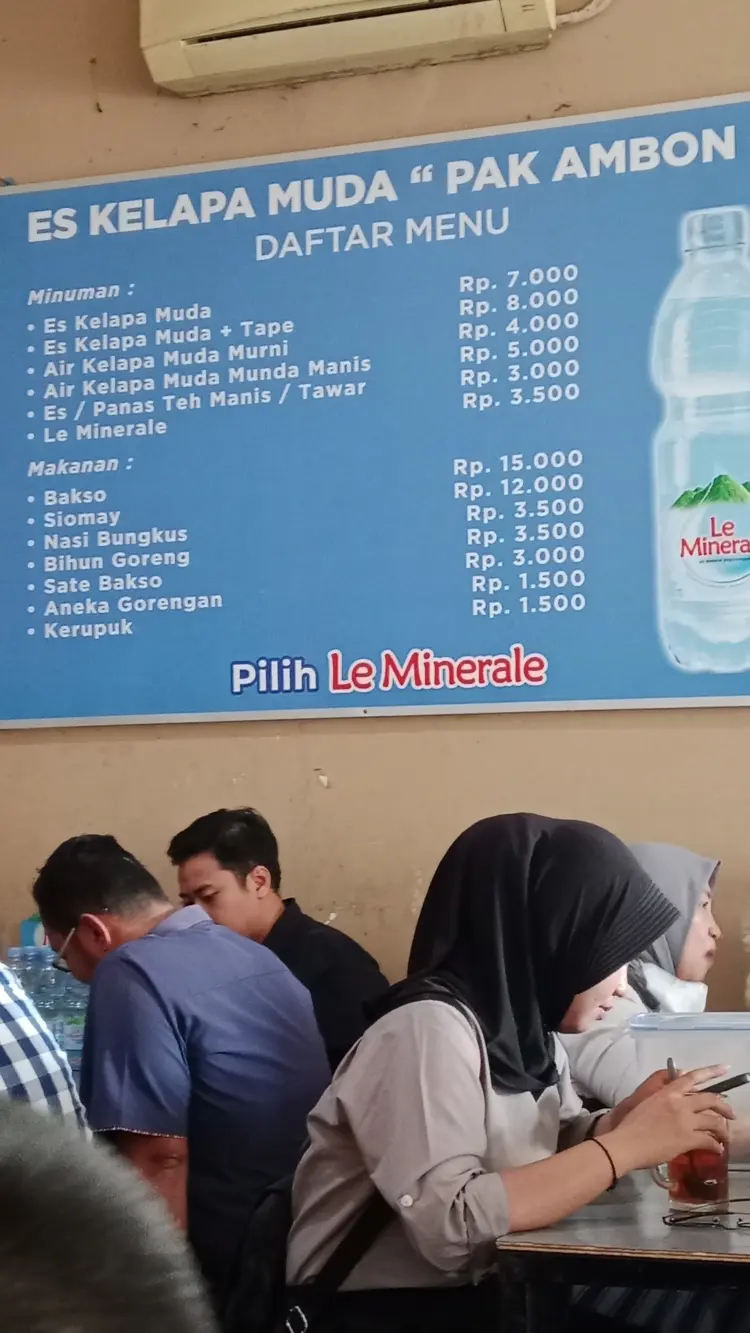 ES KELAPA MUDA “ PAK AMBON
DAFTAR MENU
Minuman :
• Es Kelapa Muda Rp. 7.000
• Es Kelapa Muda + Tape Rp. 8.000
• Air Kelapa Muda Murni Rp. 4.000
• Air Kelapa Muda Munda Manis Rp. 5.000
• Es / Panas Teh Manis / Tawar Rp. 3.000
• Le Minerale Rp. 3.500
Makanan :
• Bakso Rp. 15.000
• Siomay Rp. 12.000
• Nasi Bungkus Rp. 3.500
• Bihun Goreng Rp. 3.500
• Sate Bakso Rp. 3.000
• Aneka Gorengan Rp. 1.500
• Kerupuk Rp. 1.500
Le
Minera
Pilih Le Minerale